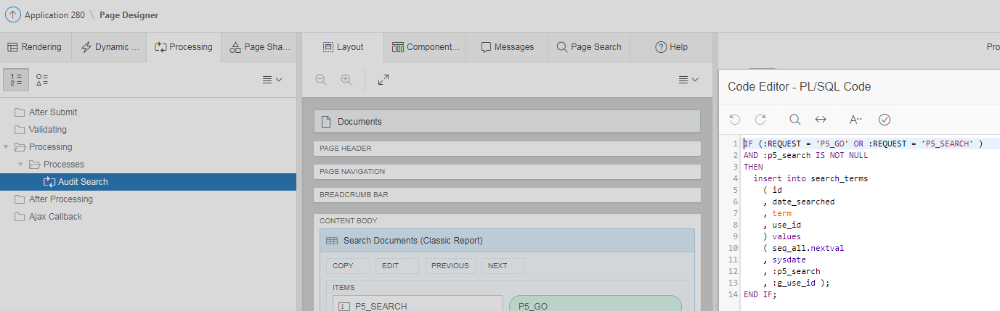 Application 280 \ Page Designer
Rendering
Dynamic ...
Processing
Page Sha...
Layout
Component...
Messages
Page Search
Help
Pro
After Submit
Validating
Processing
Processes
Audit Search
After Processing
Ajax Callback
Documents
PAGE HEADER
PAGE NAVIGATION
BREADCRUMB BAR
CONTENT BODY
Search Documents (Classic Report)
COPY EDIT PREVIOUS NEXT
ITEMS
P5_SEARCH
P5_GO
Code Editor - PL/SQL Code
1 IF (:REQUEST = 'P5_GO' OR :REQUEST = 'P5_SEARCH' )
2 AND :p5_search IS NOT NULL
3 THEN
4 insert into search_terms
5 ( id
6 , date_searched
7 , term
8 , use_id
9 ) values
10 ( seq_all.nextval
11 , sysdate
12 , :p5_search
13 , :g_use_id );
14 END IF;